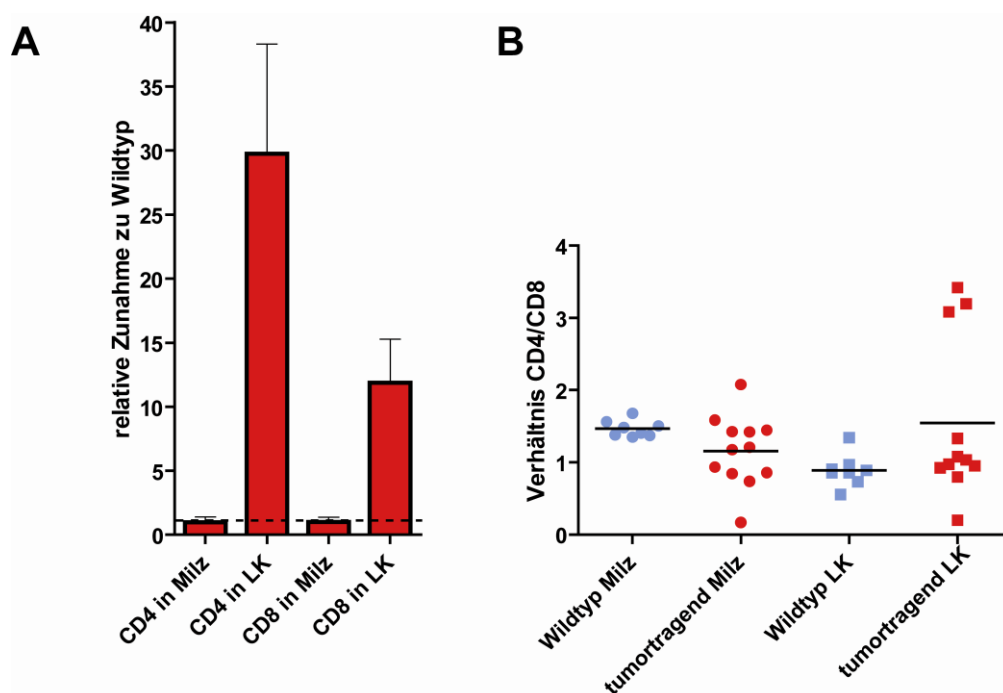 A
relative Zunahme zu Wildtyp
40
35
30
25
20
15
10
5
0
CD4 in Milz
CD4 in LK
CD8 in Milz
CD8 in LK
B
Verhältnis CD4/CD8
4
3
2
1
0
Wildtyp Milz
tumortragend Milz
Wildtyp LK
tumortragend LK